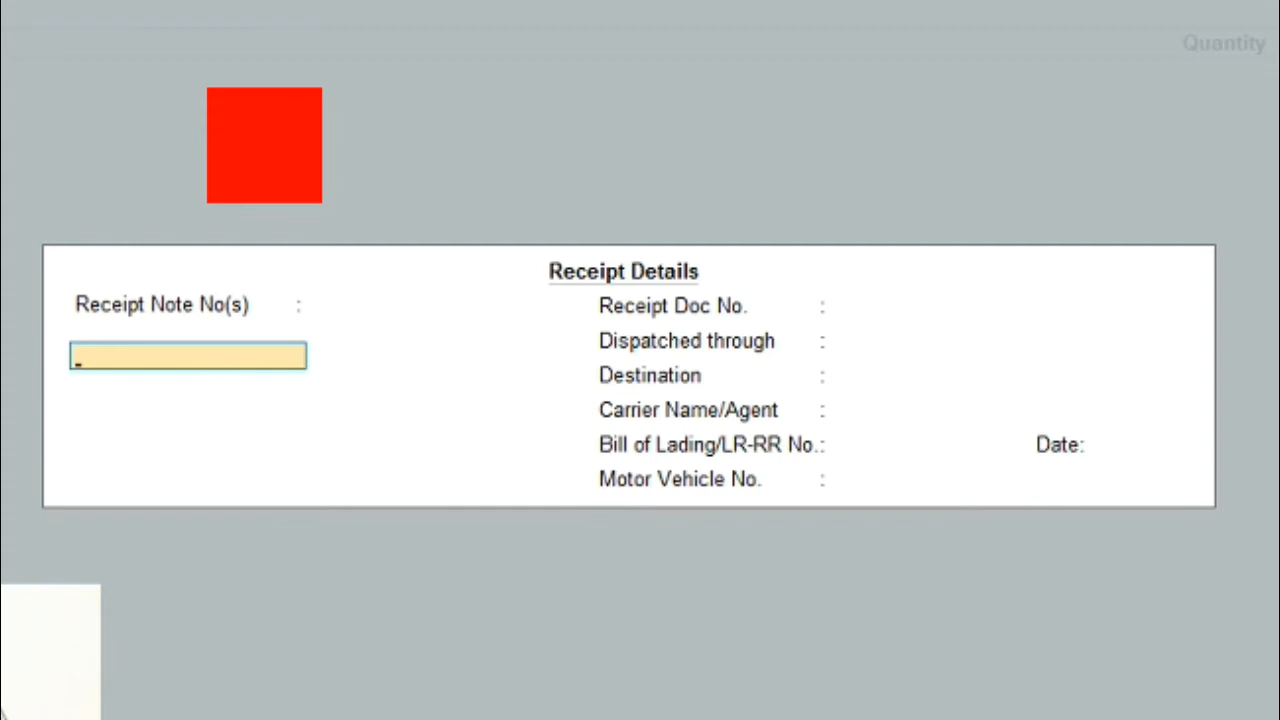 Quantity
Receipt Details
Receipt Note No(s) :
Receipt Doc No. :
Dispatched through :
Destination :
Carrier Name/Agent :
Bill of Lading/LR-RR No.: Date:
Motor Vehicle No. :